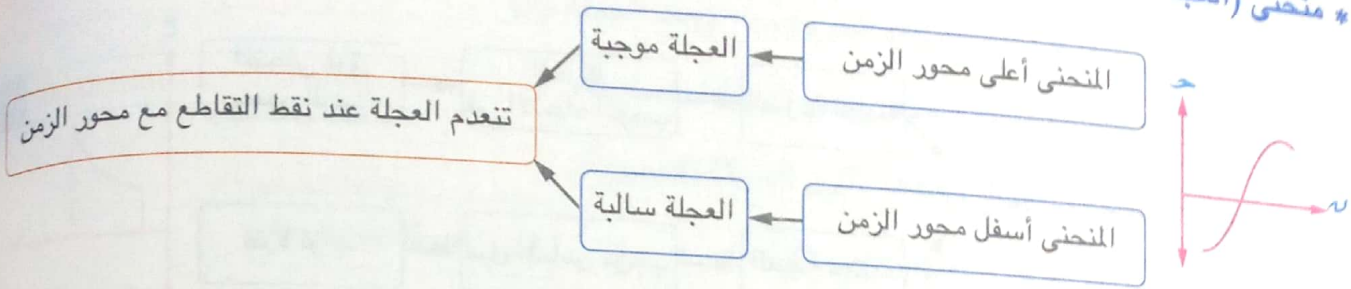 * منحنى
المنحنى أعلى محور الزمن
العجلة موجبة
تنعدم العجلة عند نقط التقاطع مع محور الزمن
المنحنى أسفل محور الزمن
العجلة سالبة
ح
ن